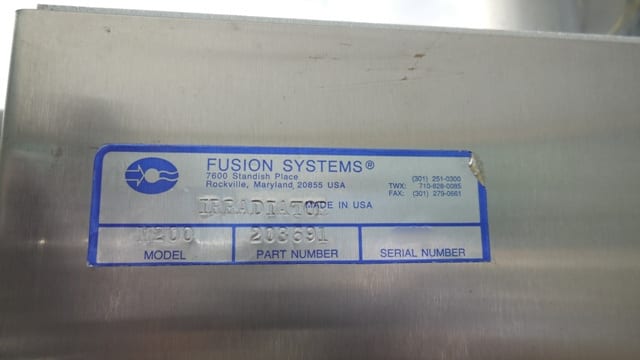 FUSION SYSTEMS®
7600 Standish Place
Rockville, Maryland 20855 USA
(301) 251-0300
TWX: 710-828-0085
FAX: (301) 279-0661
IRRADIATOR
MADE IN USA
M200 203691
MODEL PART NUMBER SERIAL NUMBER